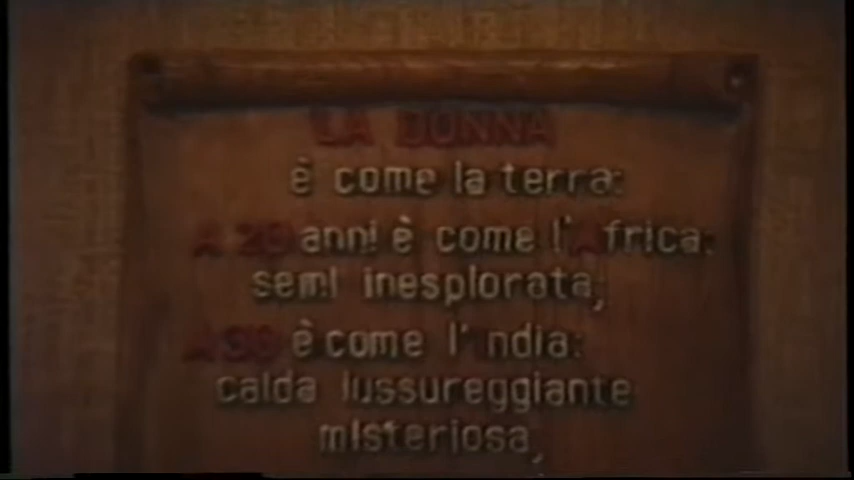 LA DONNA
è come la terra:
A 20 anni è come l'Africa:
semi inesplorata,
A 30 è come l'India:
calda lussureggiante
misteriosa,